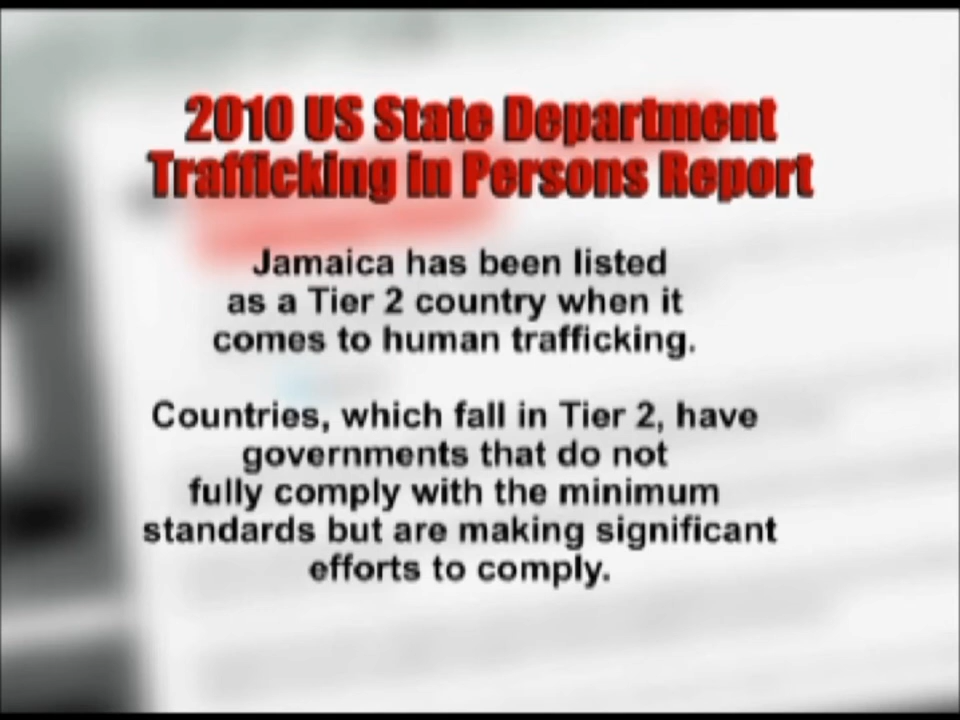 2010 US State Department
Trafficking in Persons Report
Jamaica has been listed
as a Tier 2 country when it
comes to human trafficking.
Countries, which fall in Tier 2, have
governments that do not
fully comply with the minimum
standards but are making significant
efforts to comply.